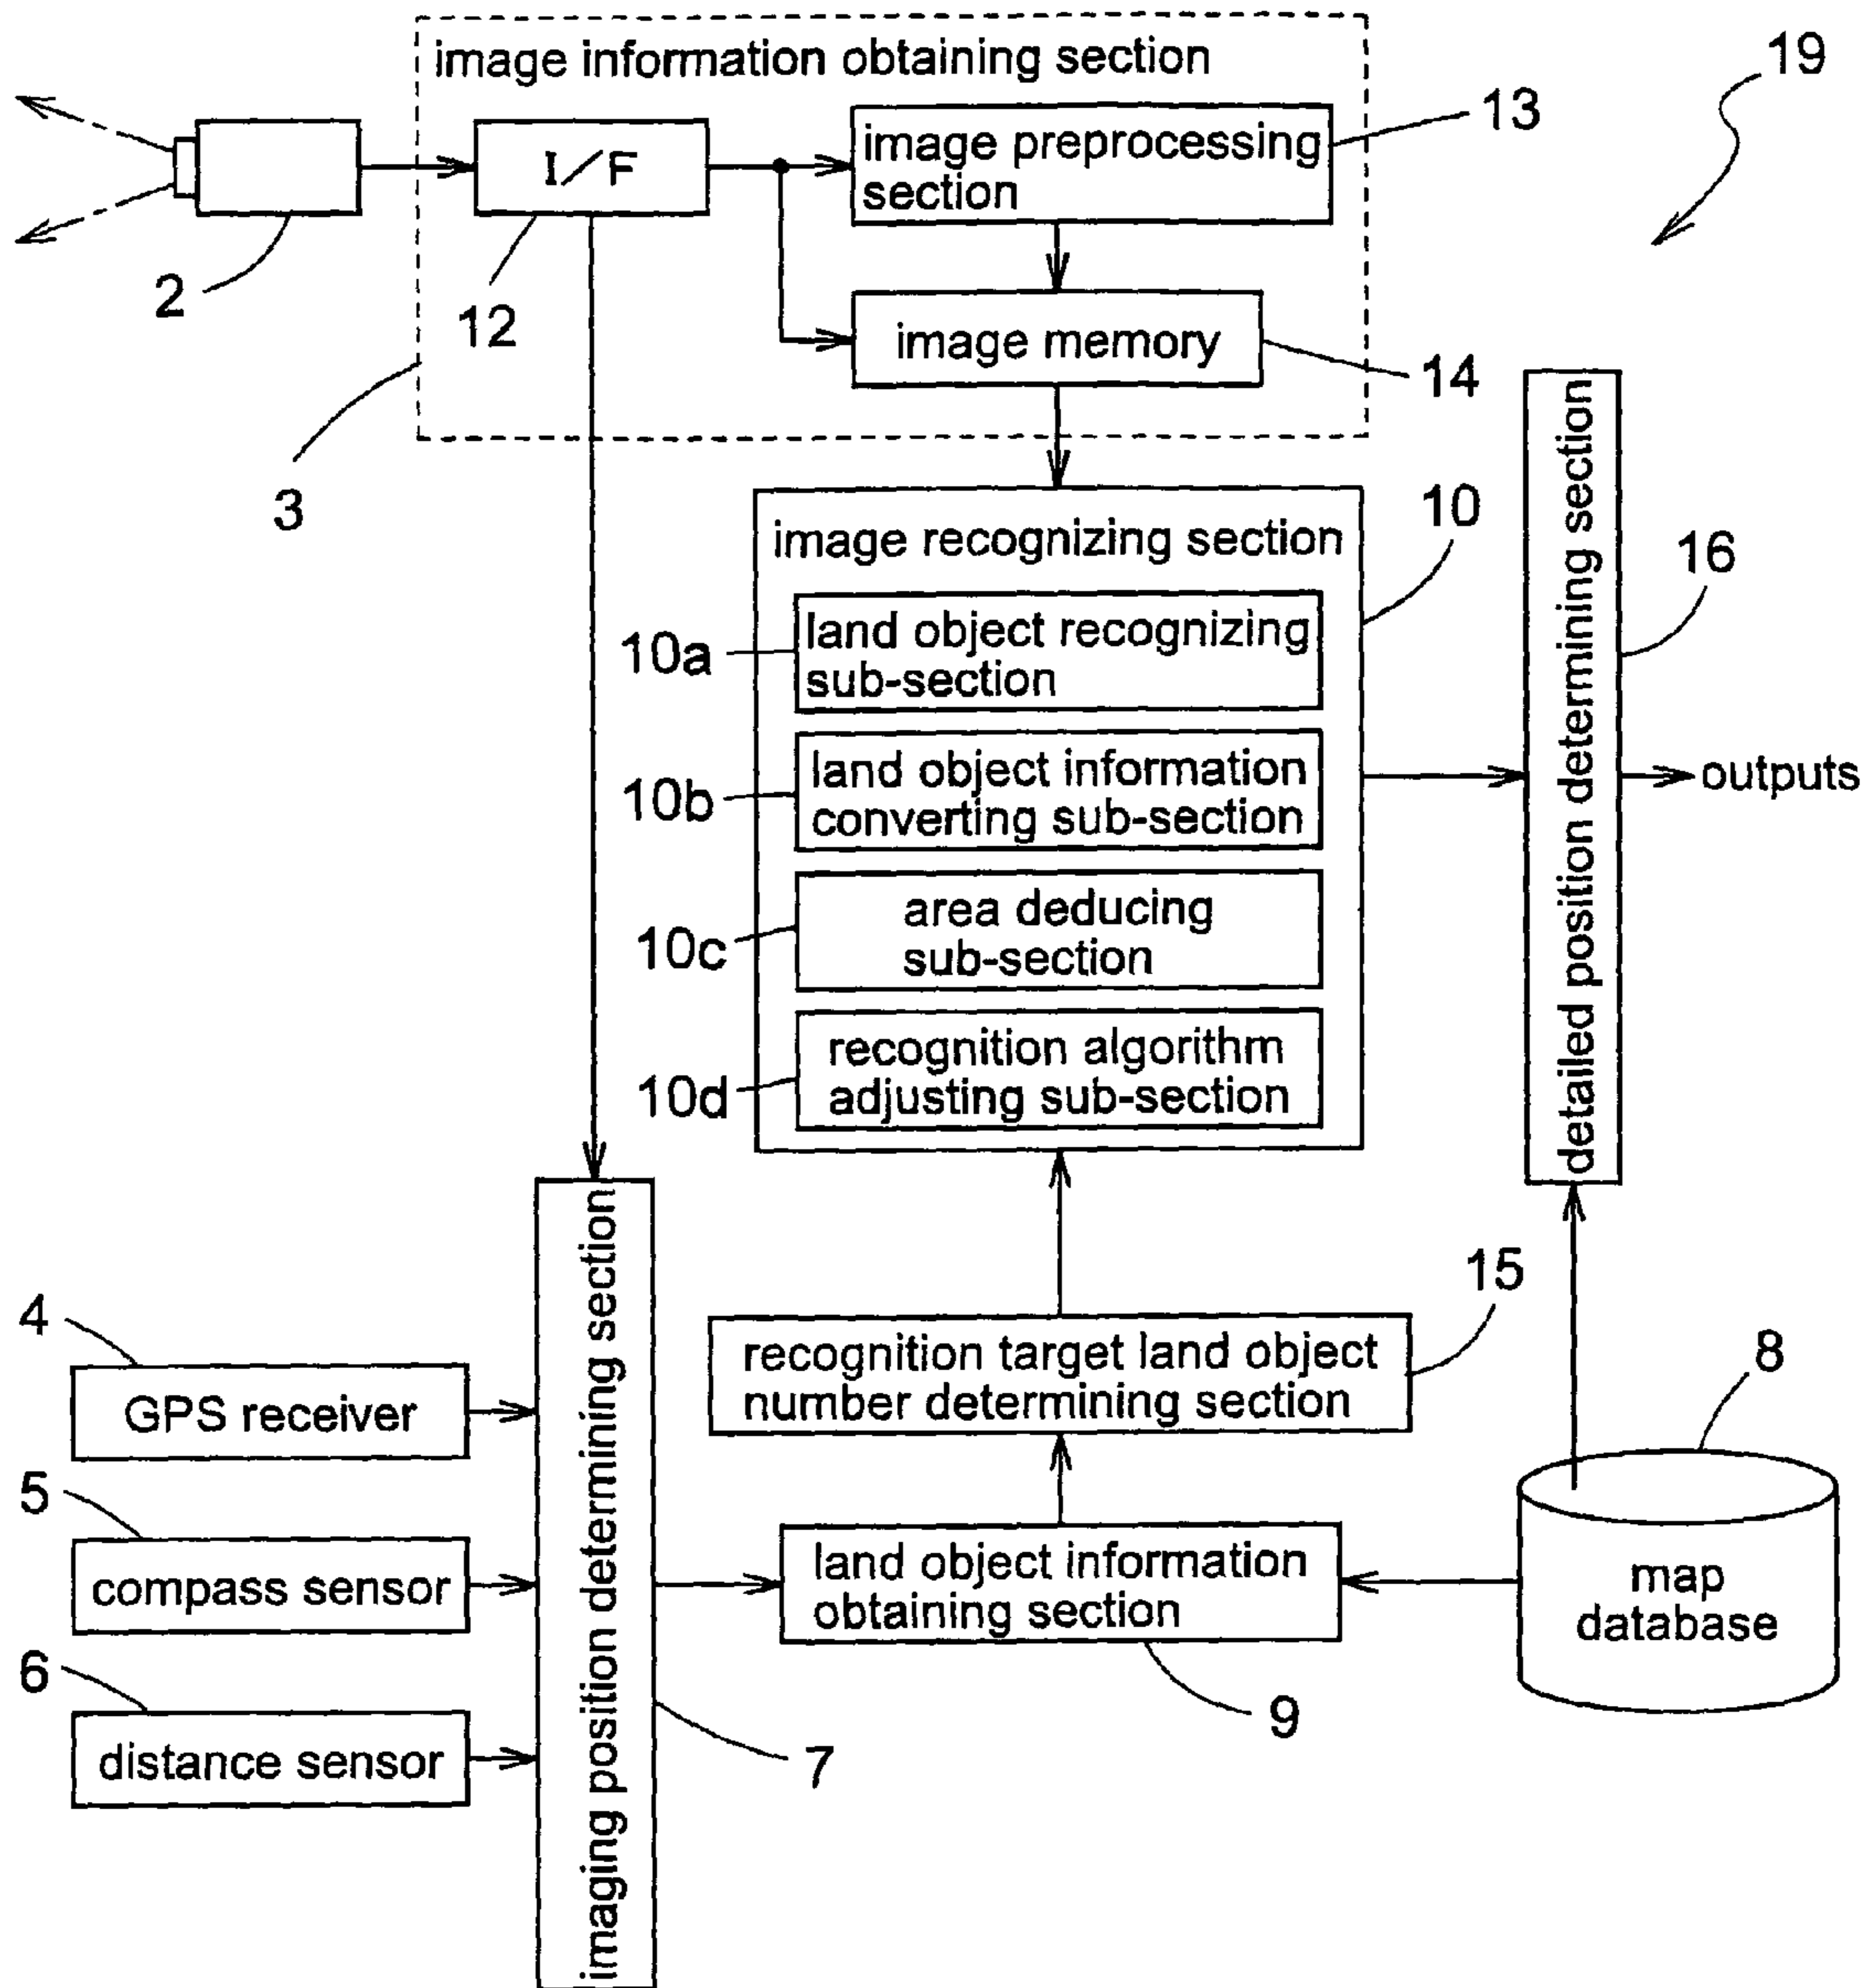 image information obtaining section
19
I/F
image preprocessing
section
13
2
12
image memory
14
3
image recognizing section
10
10a
land object recognizing
sub-section
10b
land object information
converting sub-section
10c
area deducing
sub-section
10d
recognition algorithm
adjusting sub-section
detailed position determining section
16
outputs
imaging position determining section
4
GPS receiver
5
compass sensor
6
distance sensor
7
recognition target land object
number determining section
15
land object information
obtaining section
9
8
map
database